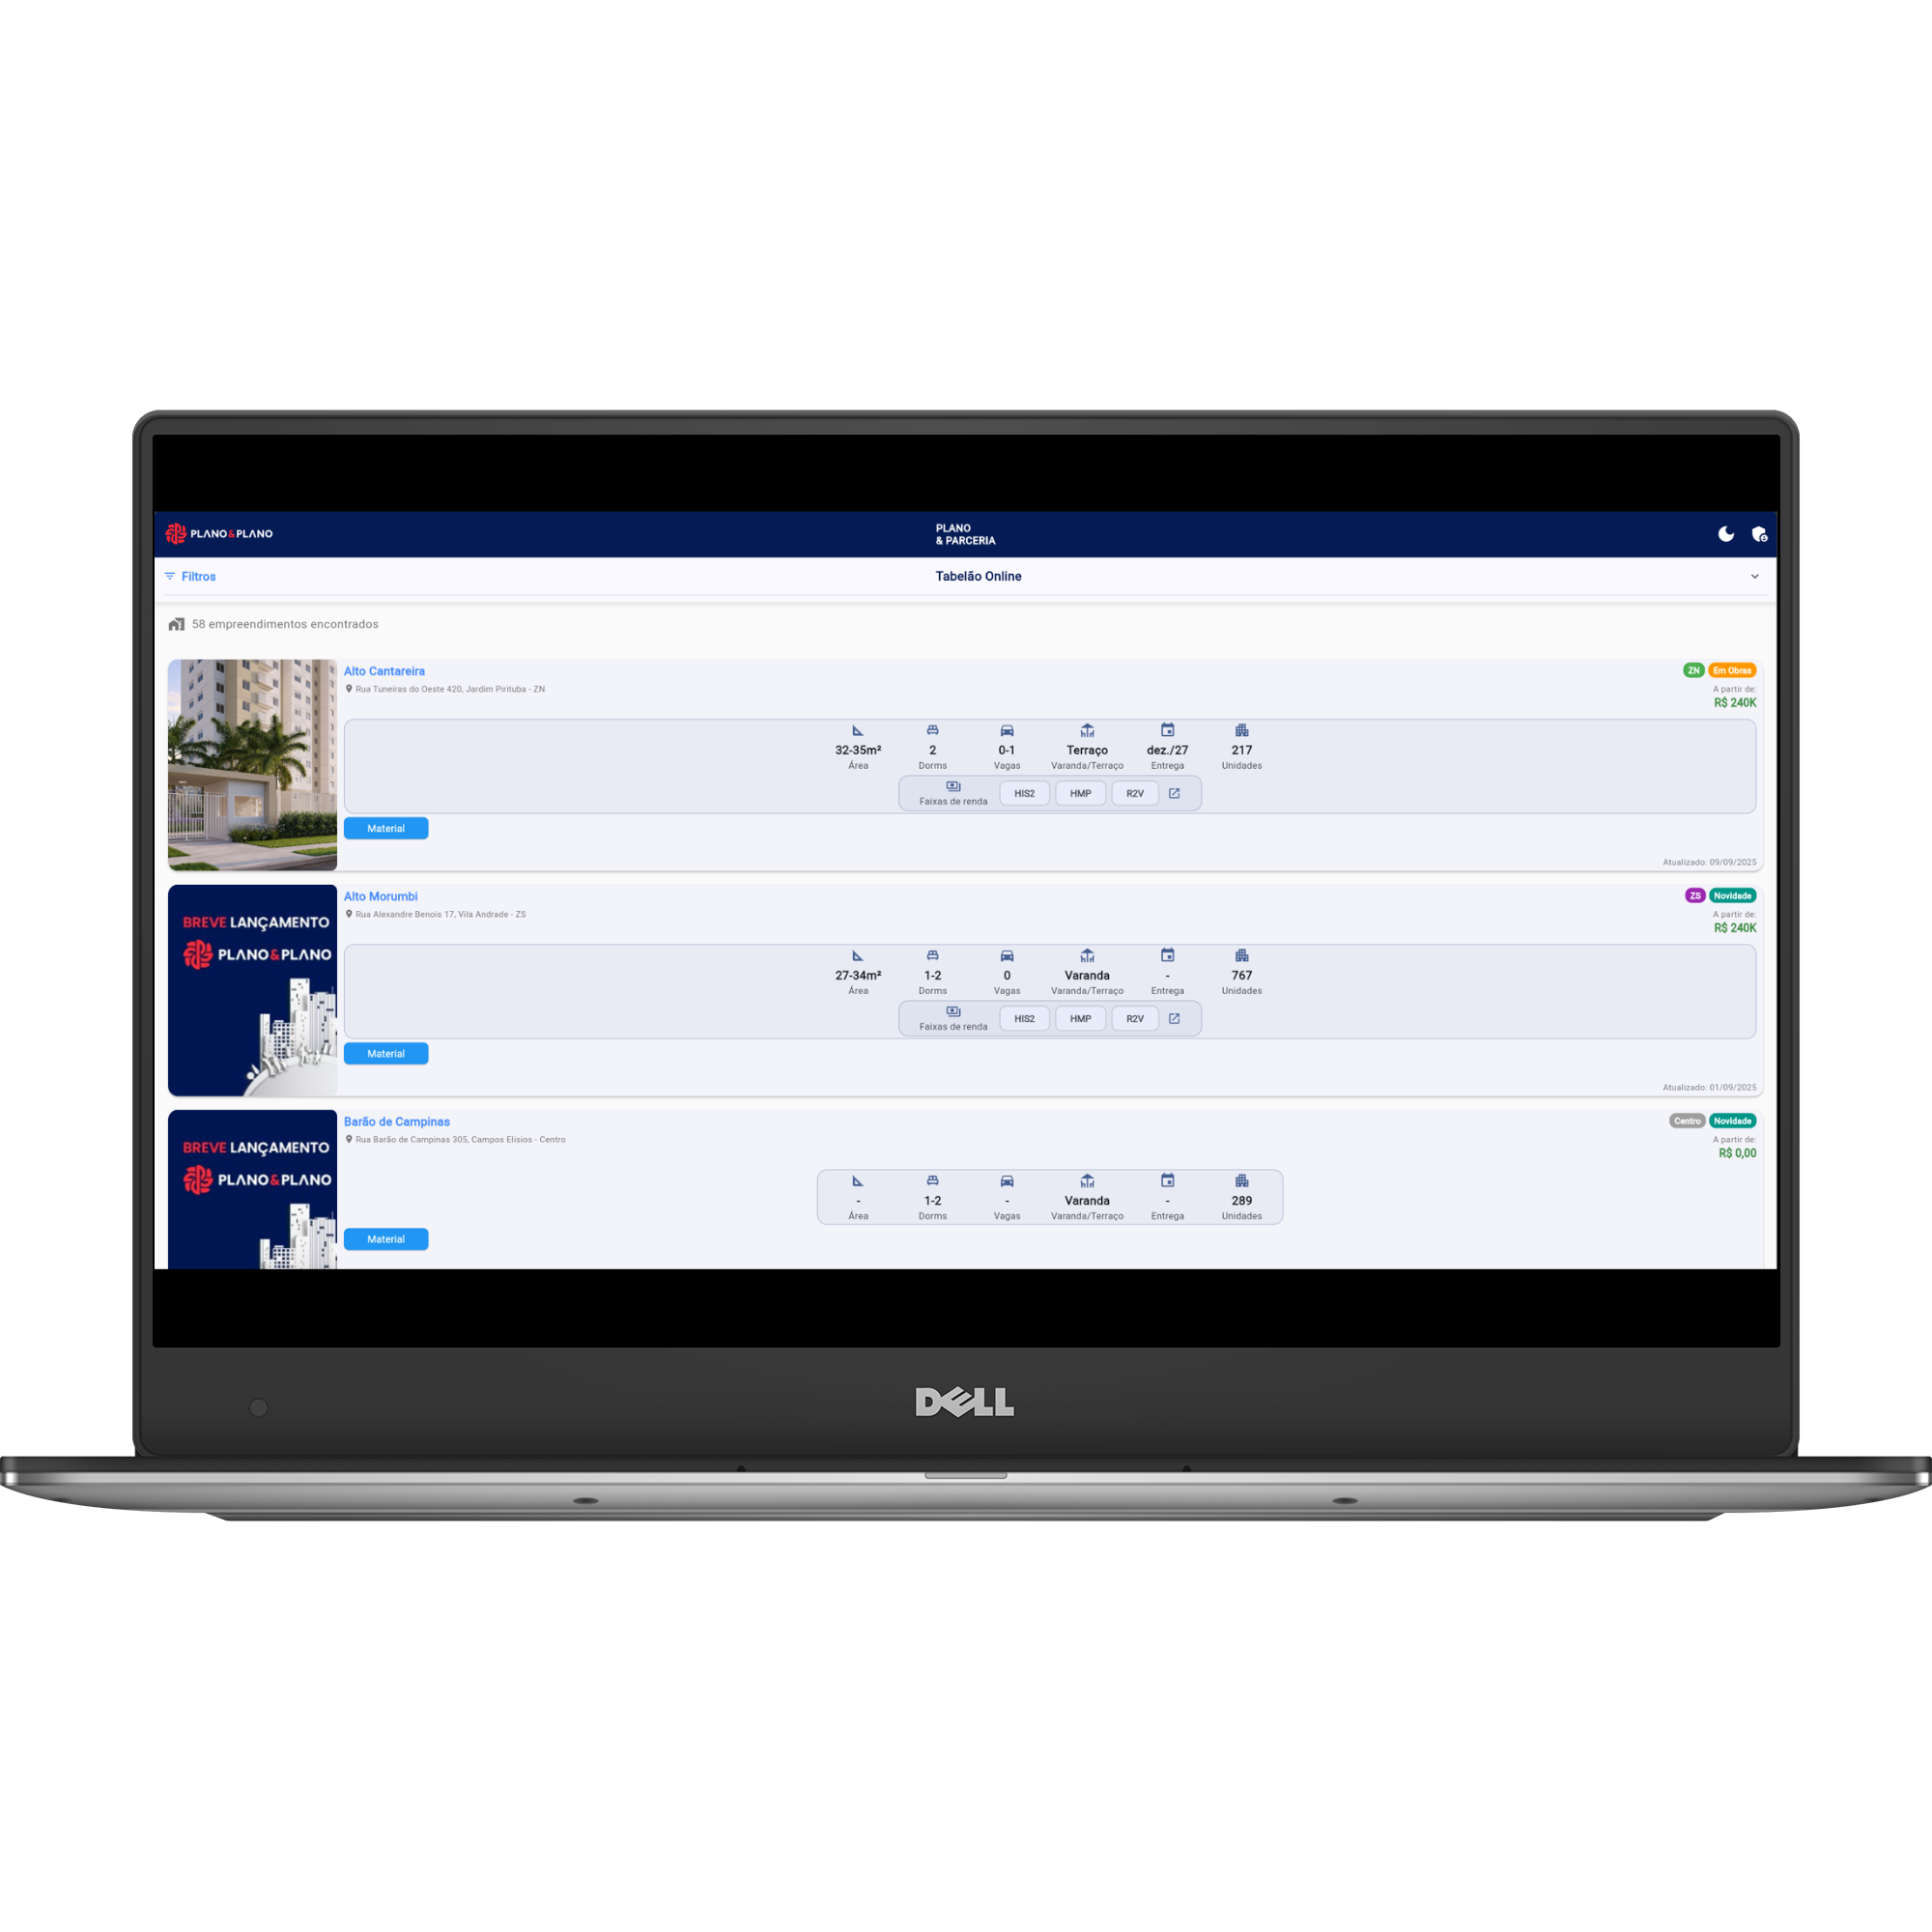 PLANO&PLANO
PLANO
& PARCERIA
Filtros
Tabelão Online
58 empreendimentos encontrados
Alto Cantareira
ZN
Em Obras
Rua Tuneiras do Oeste 420, Jardim Pirituba - ZN
A partir de:
R$ 240K
32-35m² 2 0-1 Terraço dez./27 217
Área Dorms Vagas Varanda/Terraço Entrega Unidades
Faixas de renda HIS2 HMP R2V
Material
Atualizado: 09/09/2025
BREVE LANÇAMENTO
PLANO&PLANO
Alto Morumbi
ZS
Novidade
Rua Alexandre Benois 17, Vila Andrade - ZS
A partir de:
R$ 240K
27-34m² 1-2 0 Varanda - 767
Área Dorms Vagas Varanda/Terraço Entrega Unidades
Faixas de renda HIS2 HMP R2V
Material
Atualizado: 01/09/2025
BREVE LANÇAMENTO
PLANO&PLANO
Barão de Campinas
Centro
Novidade
Rua Barão de Campinas 305, Campos Elisios - Centro
A partir de:
R$ 0,00
- 1-2 - Varanda - 289
Área Dorms Vagas Varanda/Terraço Entrega Unidades
Material
DELL